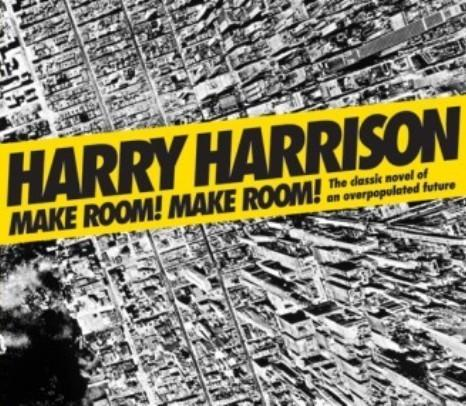 HARRY HARRISON
MAKE ROOM! MAKE ROOM!
The classic novel of
an overpopulated future